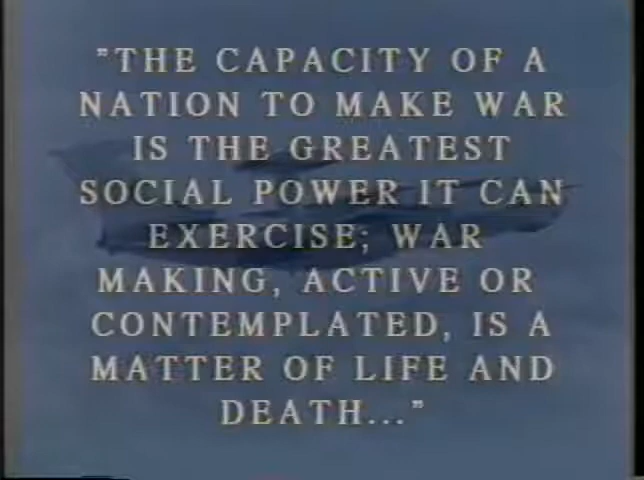 "THE CAPACITY OF A
NATION TO MAKE WAR
IS THE GREATEST
SOCIAL POWER IT CAN
EXERCISE; WAR
MAKING, ACTIVE OR
CONTEMPLATED, IS A
MATTER OF LIFE AND
DEATH..."